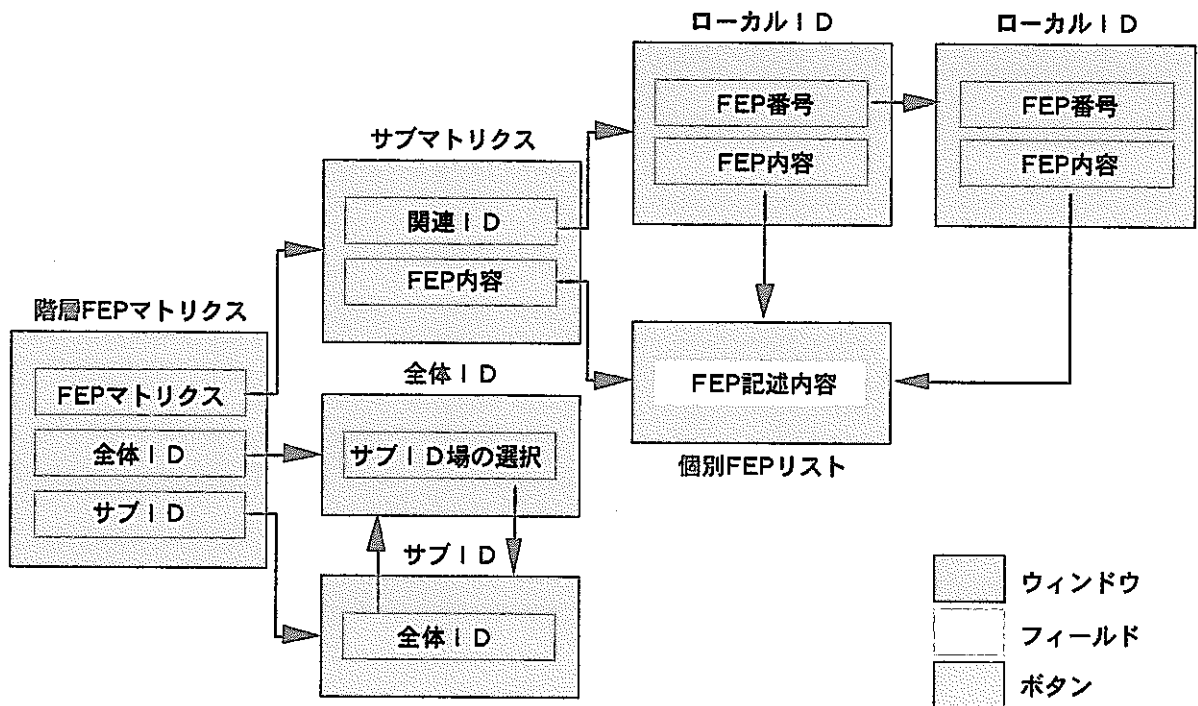 階層FEPマトリクス
FEPマトリクス
全体ID
サブID
サブマトリクス
関連ID
FEP内容
全体ID
サブID場の選択
サブID
全体ID
ローカルID
FEP番号
FEP内容
ローカルID
FEP番号
FEP内容
FEP記述内容
個別FEPリスト
ウィンドウ
フィールド
ボタン